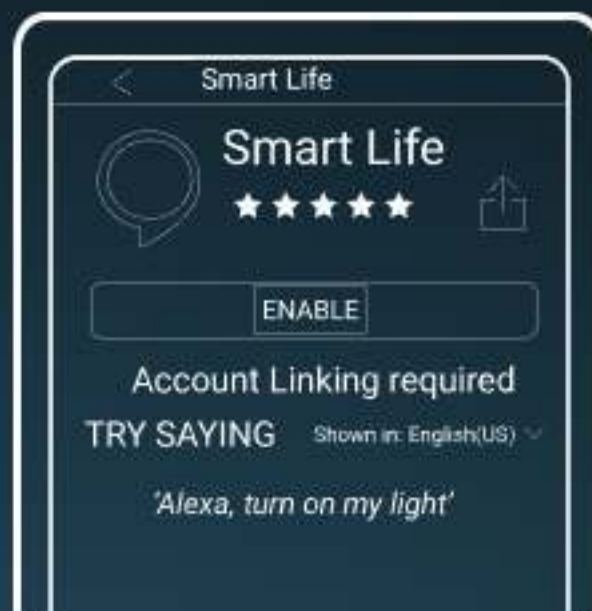 Smart Life
Smart Life
ENABLE
Account Linking required
TRY SAYING Shown in: English(US)
'Alexa, turn on my light'